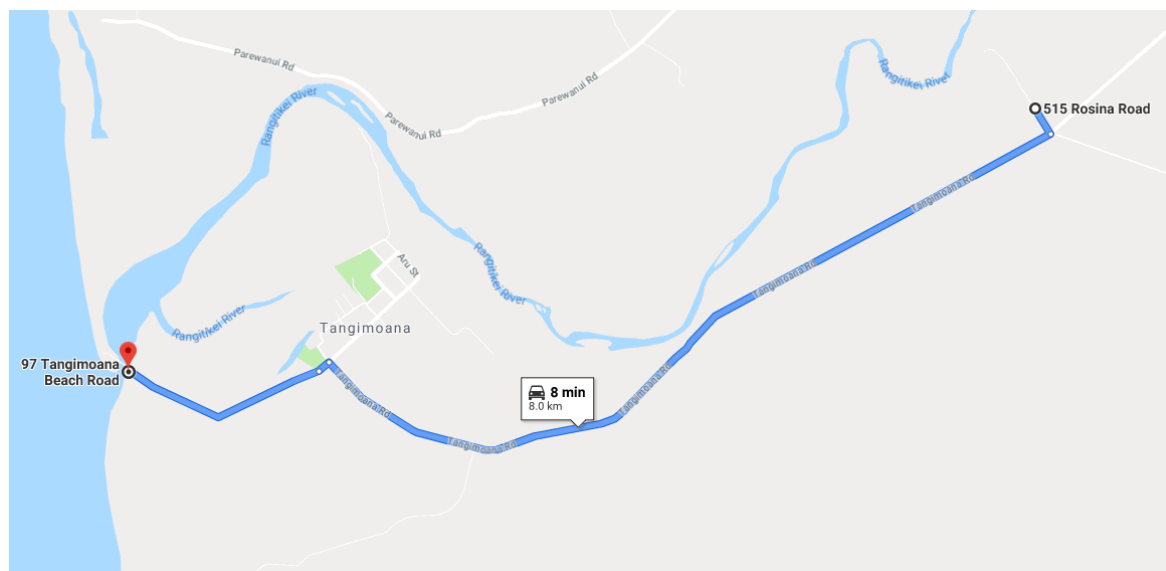 Parewanui Rd
Parewanui Rd
Parewanui Rd
Rangitikei River
Rangitikei River
515 Rosina Road
Tangimoana Rd
Aru St
Rangitikei River
Tangimoana Rd
Rangitikei River
Tangimoana
97 Tangimoana
Beach Road
Tangimoana Rd
Tangimoana Rd
8 min
8.0 km
Tangimoana Rd